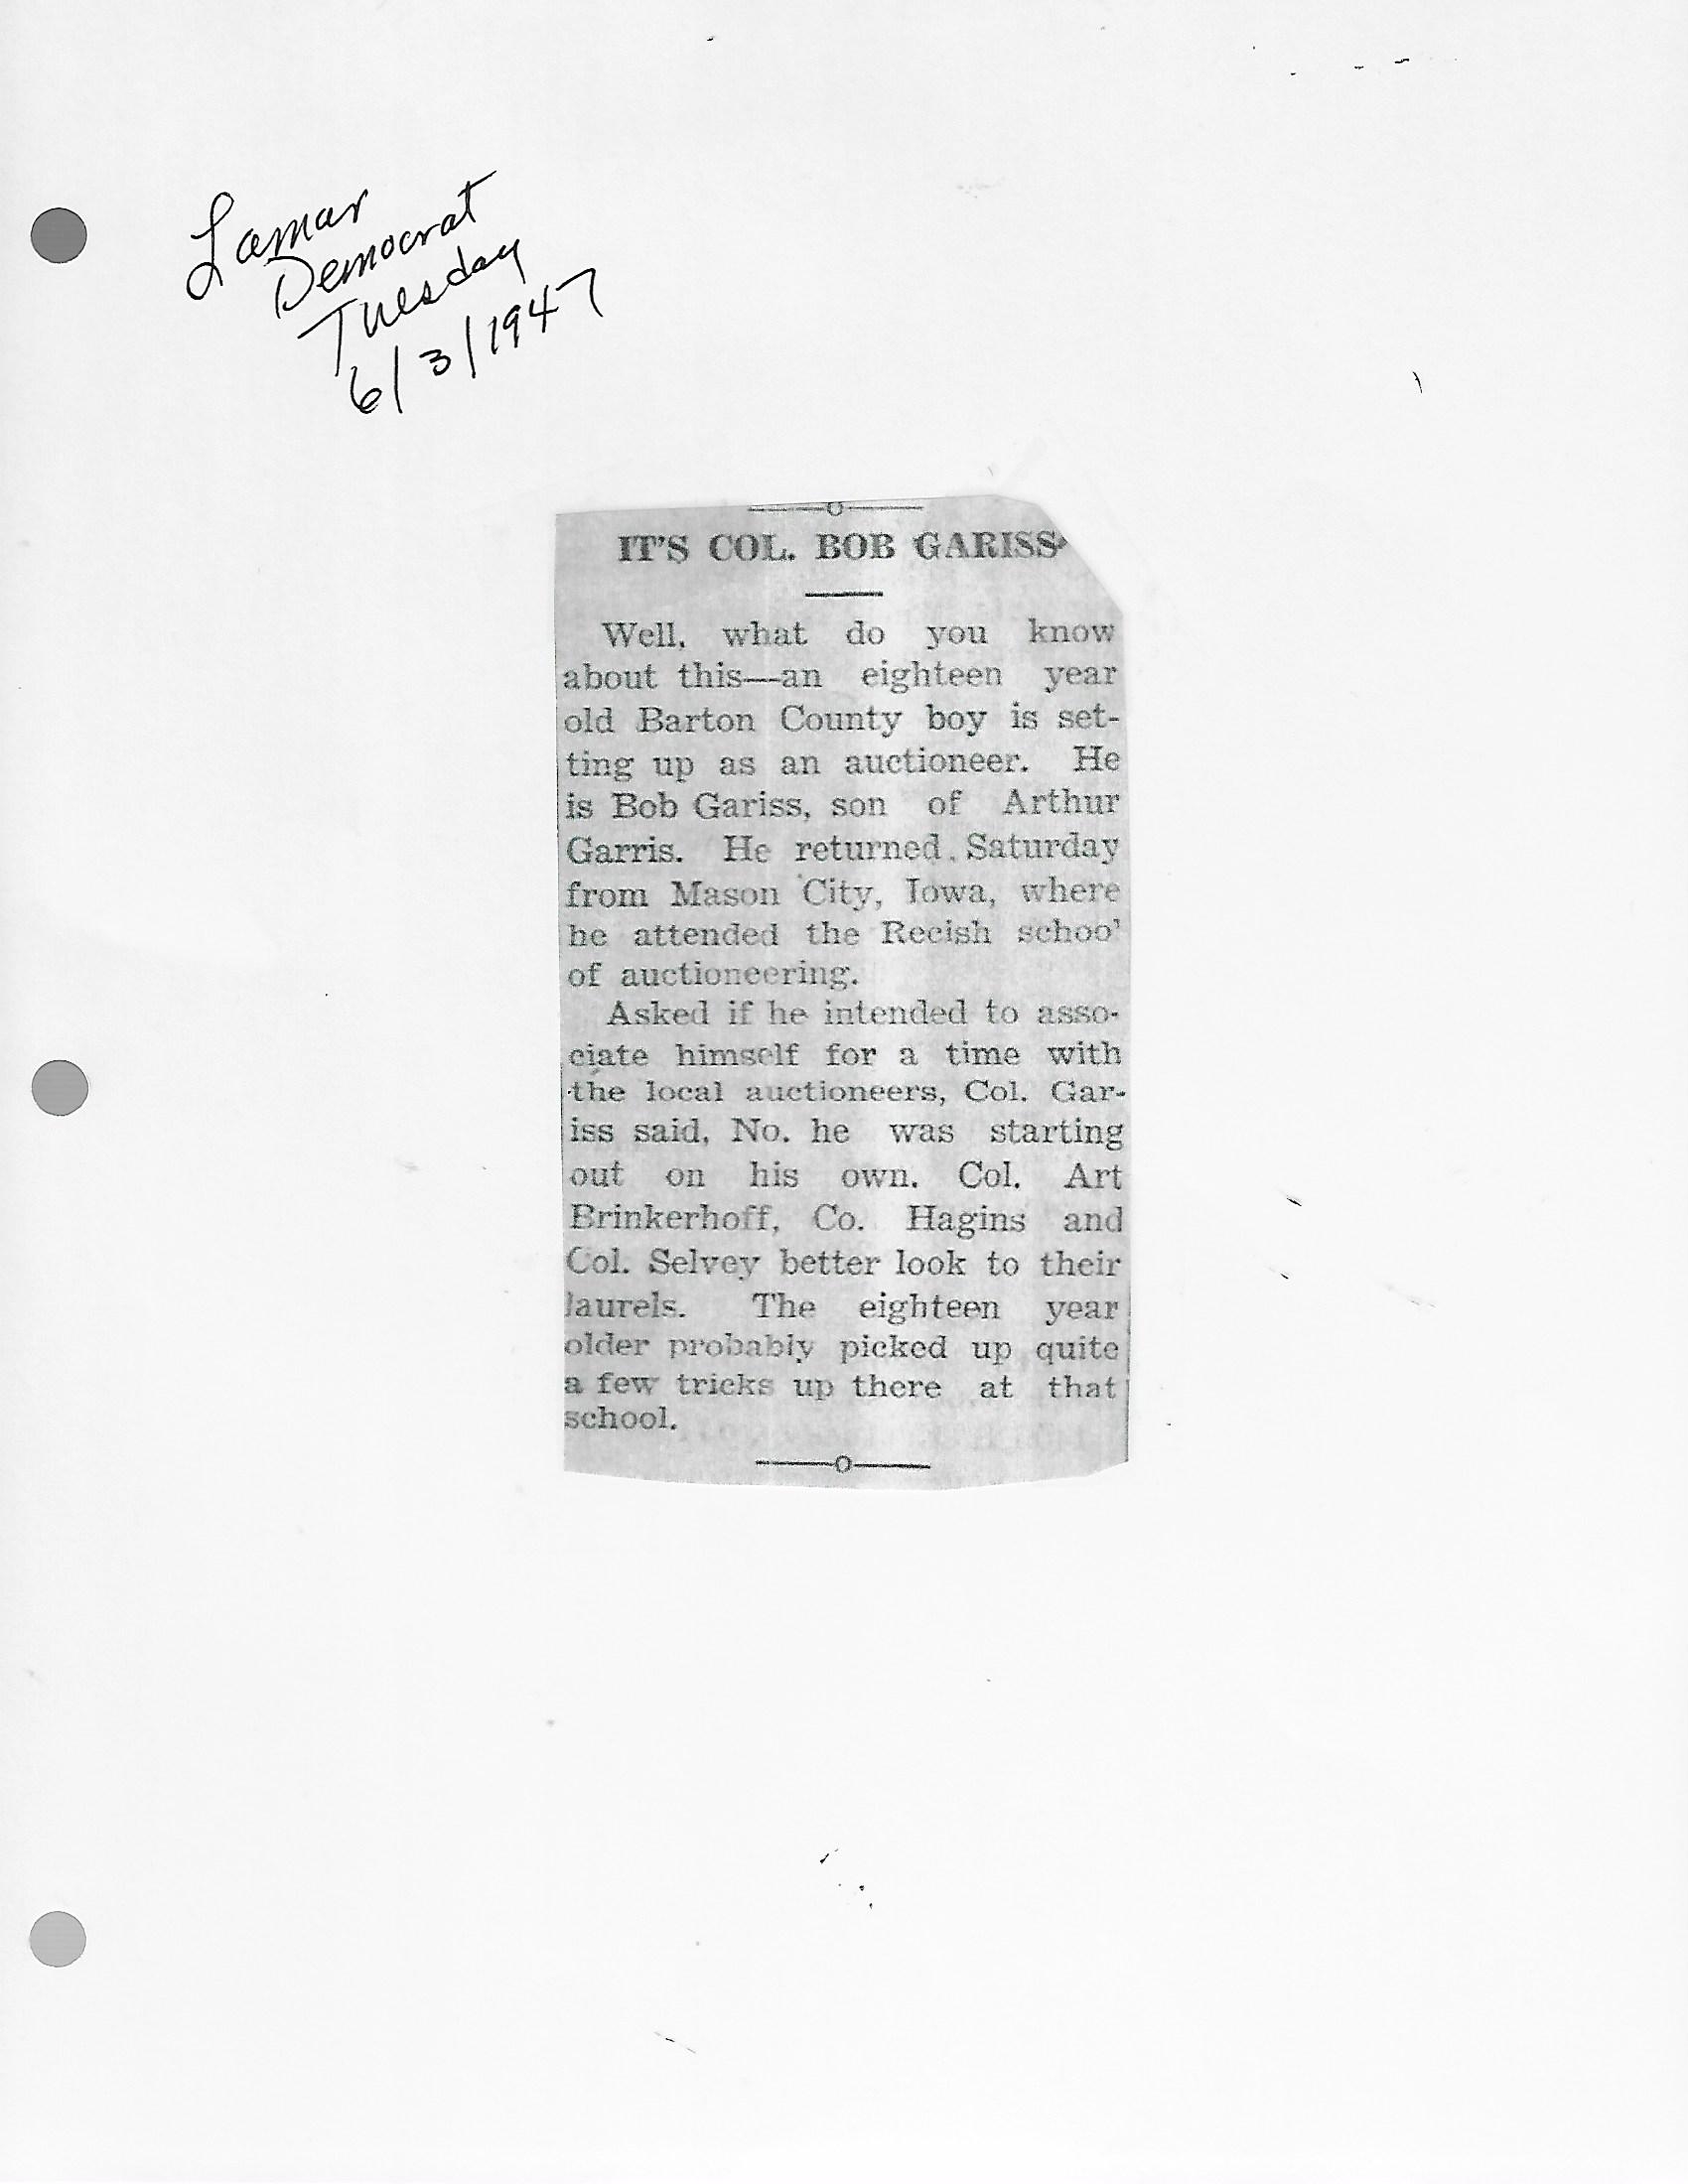 Lamar
Democrat
Tuesday
6/3/1947
IT'S COL. BOB GARISS
Well, what do you know
about this—an eighteen year
old Barton County boy is set-
ting up as an auctioneer. He
is Bob Gariss, son of Arthur
Garris. He returned Saturday
from Mason City, Iowa, where
he attended the Recish schoo'
of auctioneering.
Asked if he intended to asso-
ciate himself for a time with
the local auctioneers, Col. Gar-
iss said, No. he was starting
out on his own. Col. Art
Brinkerhoff, Co. Hagins and
Col. Selvey better look to their
laurels. The eighteen year
older probably picked up quite
a few tricks up there at that
school.